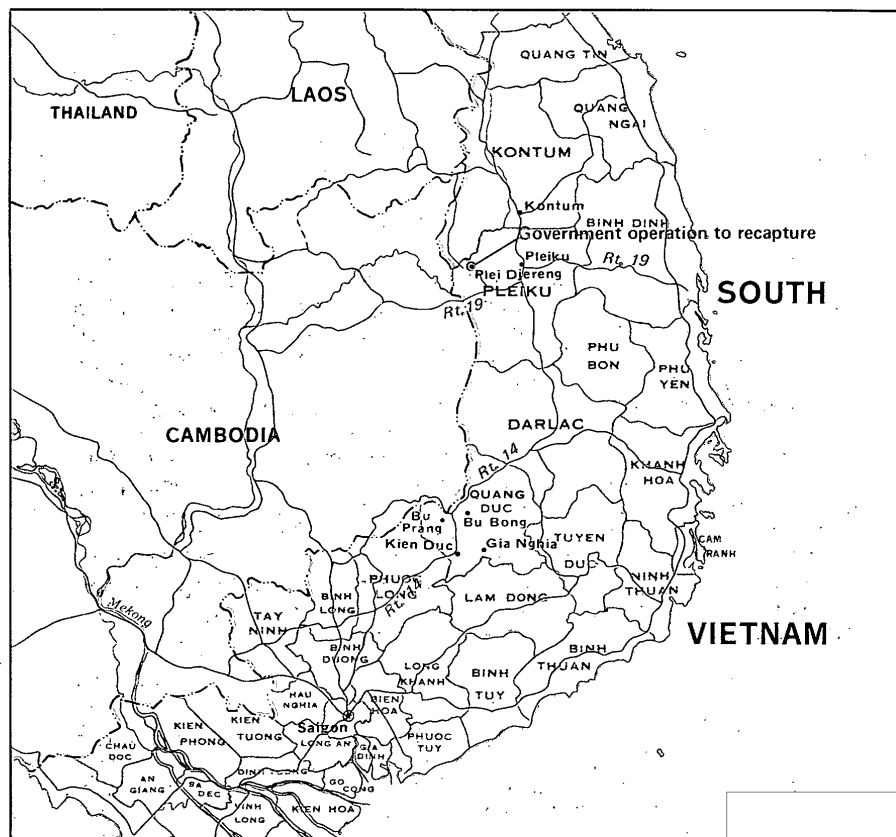 QUANG TIN
LAOS
THAILAND
QUANG
NGAI
KONTUM
Kontum
BINH DINH
Government operation to recapture
Pleiku
Rt. 19
Plei Djereng
PLEIKU
SOUTH
Rt. 19
PHU
BON
PHU
YEN
DARLAC
CAMBODIA
Rt. 14
KHANH
HOA
QUANG
DUC
Bu
Prang
Bu Bong
Kien Duc
Gia Nghia
TUYEN
DUC
CAM
RANH
PHUOC
LONG
BINH
LONG
NINH
THUAN
Rt. 14
LAM DONG
Mekong
TAY
NINH
VIETNAM
BINH
DUONG
BINH
THUAN
LONG
KHANH
BINH
TUY
HAU
NGHIA
BIEN
HOA
Saigon
KIEN
PHONG
KIEN
TUONG
LONG AN
GIA
DINH
PHUOC
TUY
CHAU
DOC
DINH TUONG
AN
GIANG
SA
DEC
GO
CONG
VINH
LONG
KIEN HOA